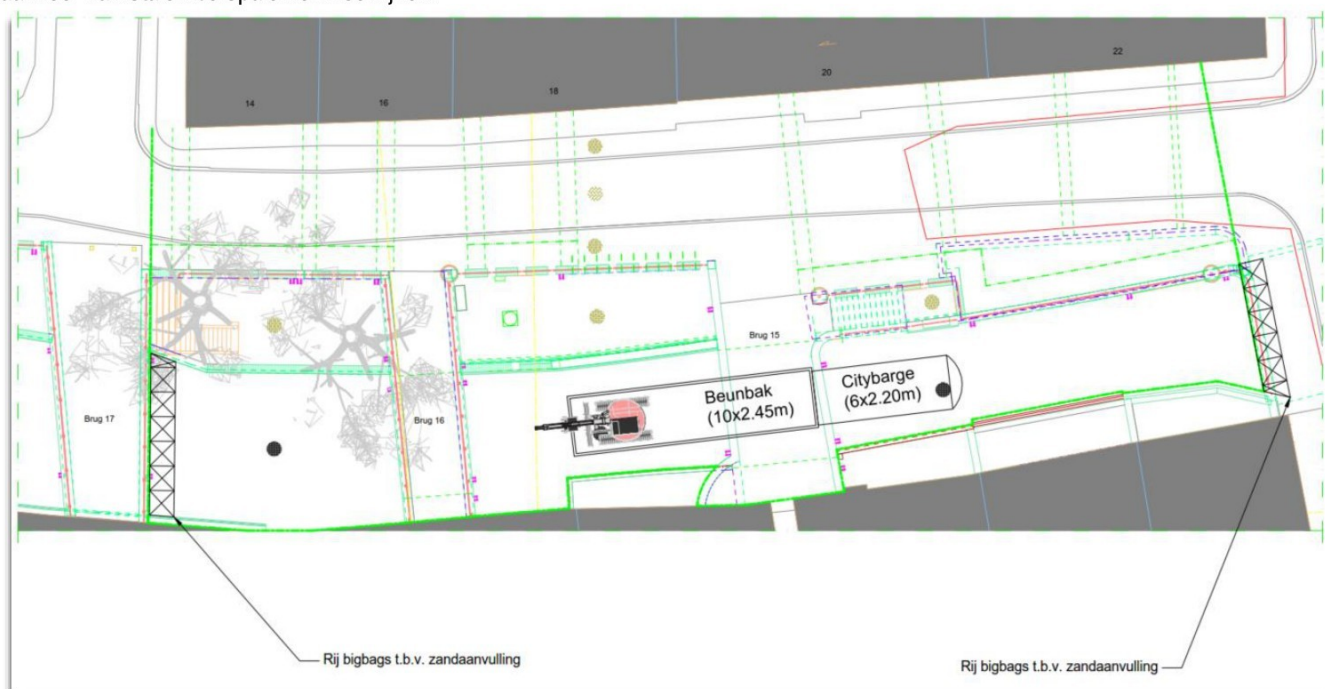 14
16
18
20
22
Brug 15
Brug 17
Brug 16
Beunbak
(10x2.45m)
Citybarge
(6x2.20m)
Rij bigbags t.b.v. zandaanvulling
Rij bigbags t.b.v. zandaanvulling